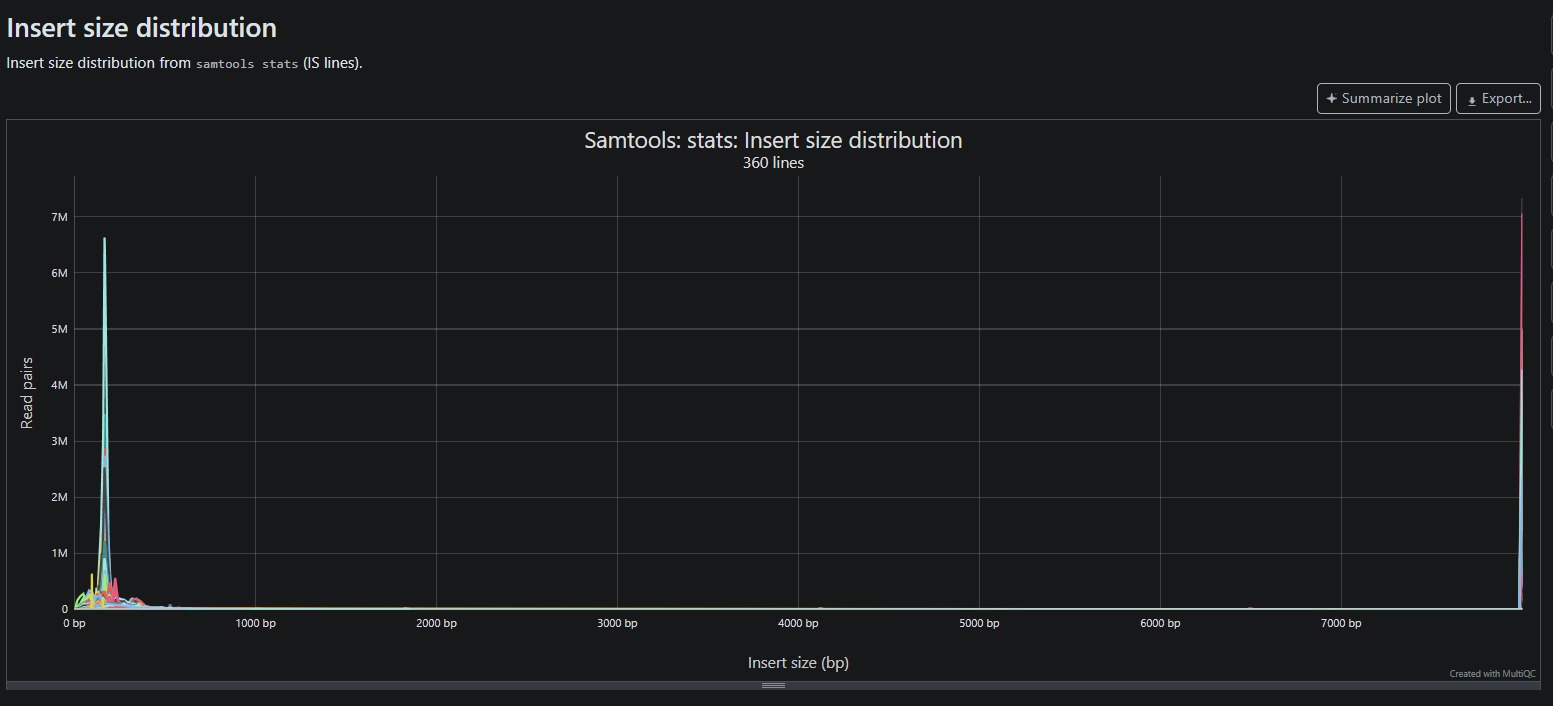 Insert size distribution
Insert size distribution from samtools stats (IS lines).
Summarize plot
Export...
Samtools: stats: Insert size distribution
360 lines
7M
6M
5M
4M
3M
2M
1M
0
Read pairs
0 bp
1000 bp
2000 bp
3000 bp
4000 bp
5000 bp
6000 bp
7000 bp
Insert size (bp)
Created with MultiQC